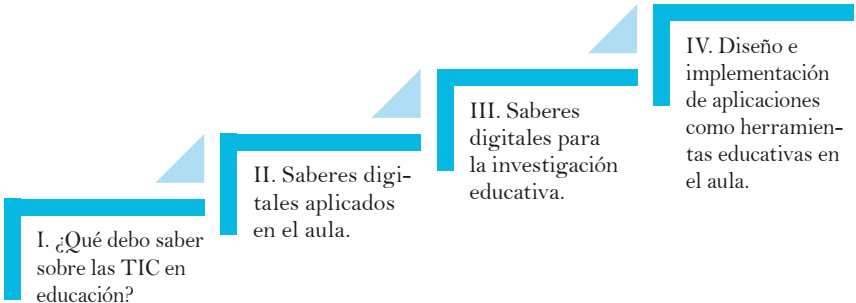 I. ¿Qué debo saber
sobre las TIC en
educación?
II. Saberes digi-
tales aplicados
en el aula.
III. Saberes
digitales para
la investigación
educativa.
IV. Diseño e
implementación
de aplicaciones
como herramien-
tas educativas en
el aula.